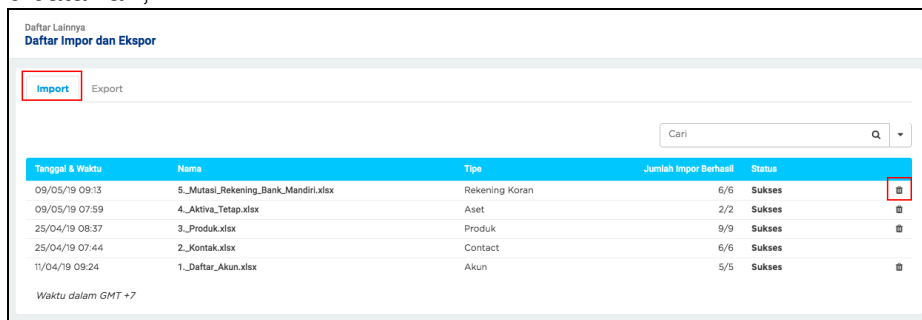 Daftar Lainnya
Daftar Impor dan Ekspor
Import Export
Cari
Tanggal & Waktu Nama Tipe Jumlah Impor Berhasil Status
09/05/19 09:13 5._Mutasi_Rekening_Bank_Mandiri.xlsx Rekening Koran 6/6 Sukses
09/05/19 07:59 4._Aktiva_Tetap.xlsx Aset 2/2 Sukses
25/04/19 08:37 3._Produk.xlsx Produk 9/9 Sukses
25/04/19 07:44 2._Kontak.xlsx Contact 6/6 Sukses
11/04/19 09:24 1._Daftar_Akun.xlsx Akun 5/5 Sukses
Waktu dalam GMT +7